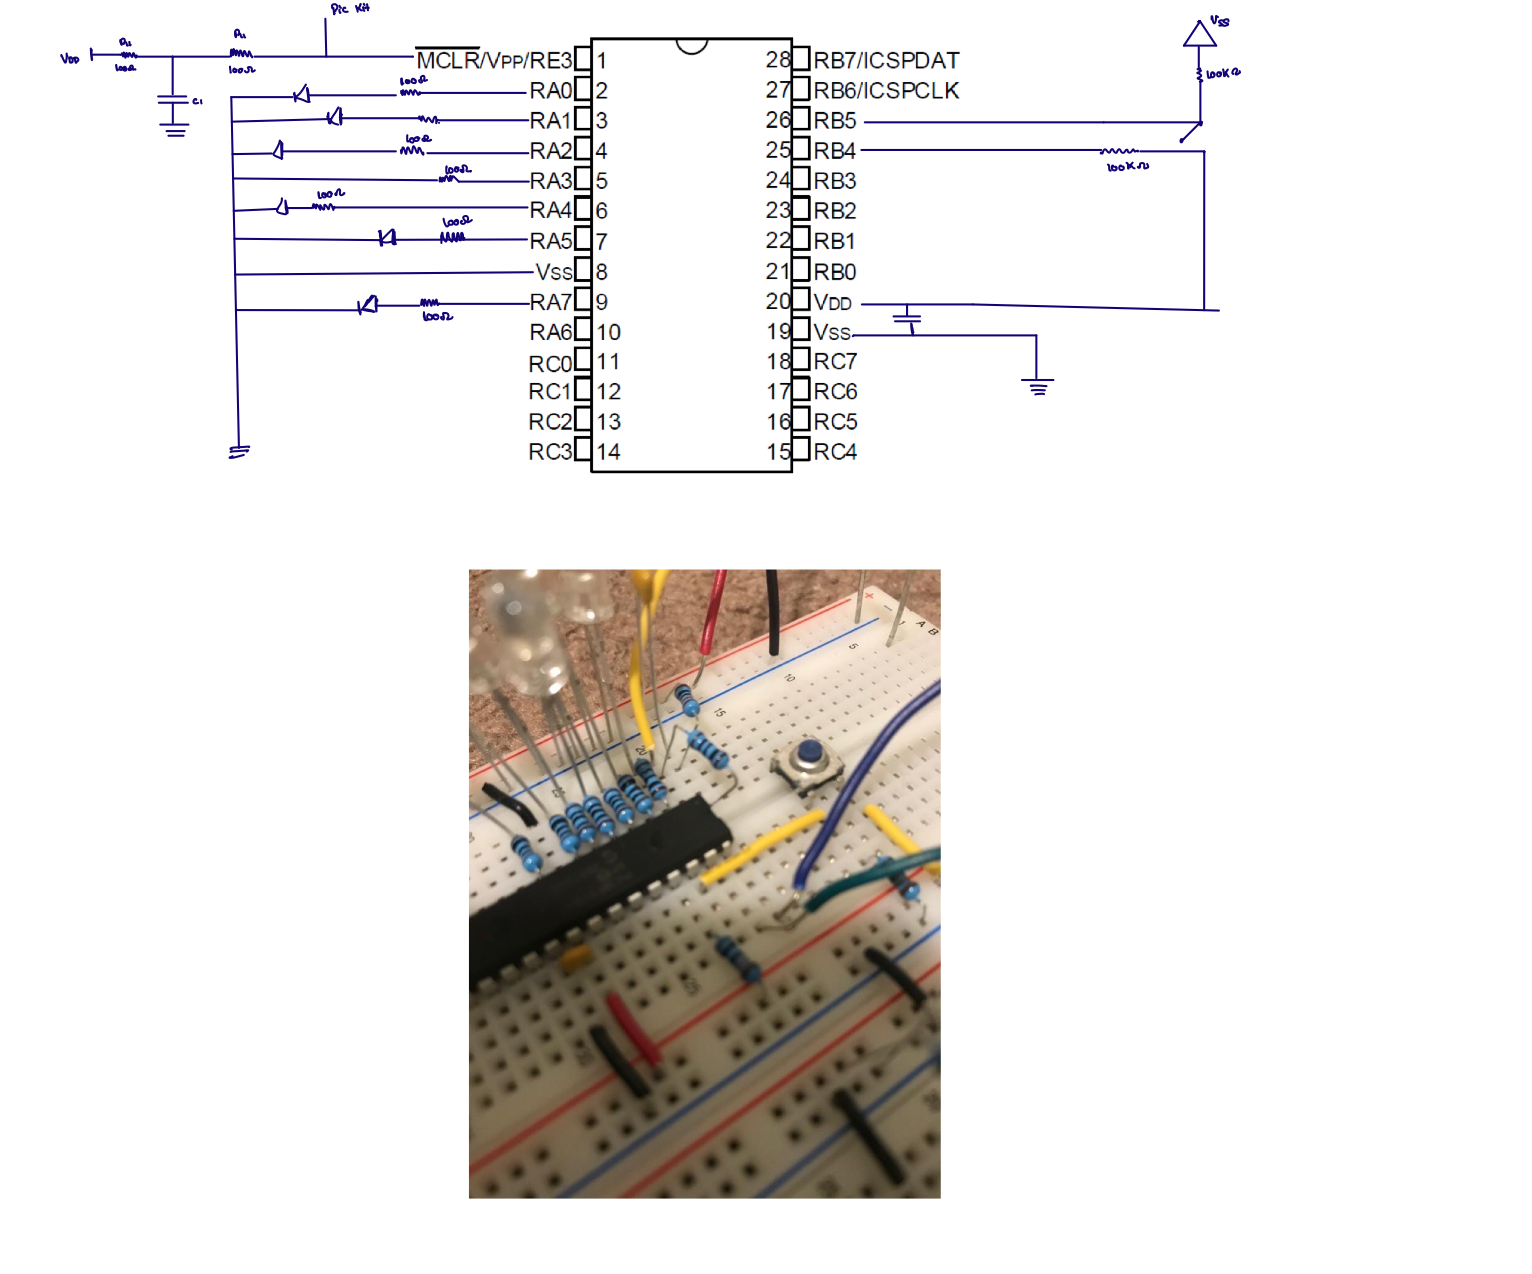 Pic Kit
R11
R11
VDD
100Ω
100Ω
C1
VSS
100KΩ
100KΩ
100Ω
100Ω
100Ω
100Ω
100Ω
100Ω
MCLR/VPP/RE3 1 28 RB7/ICSPDAT
RA0 2 27 RB6/ICSPCLK
RA1 3 26 RB5
RA2 4 25 RB4
RA3 5 24 RB3
RA4 6 23 RB2
RA5 7 22 RB1
VSS 8 21 RB0
RA7 9 20 VDD
RA6 10 19 VSS
RC0 11 18 RC7
RC1 12 17 RC6
RC2 13 16 RC5
RC3 14 15 RC4
+ −
1 A B
5
10
15
20
25